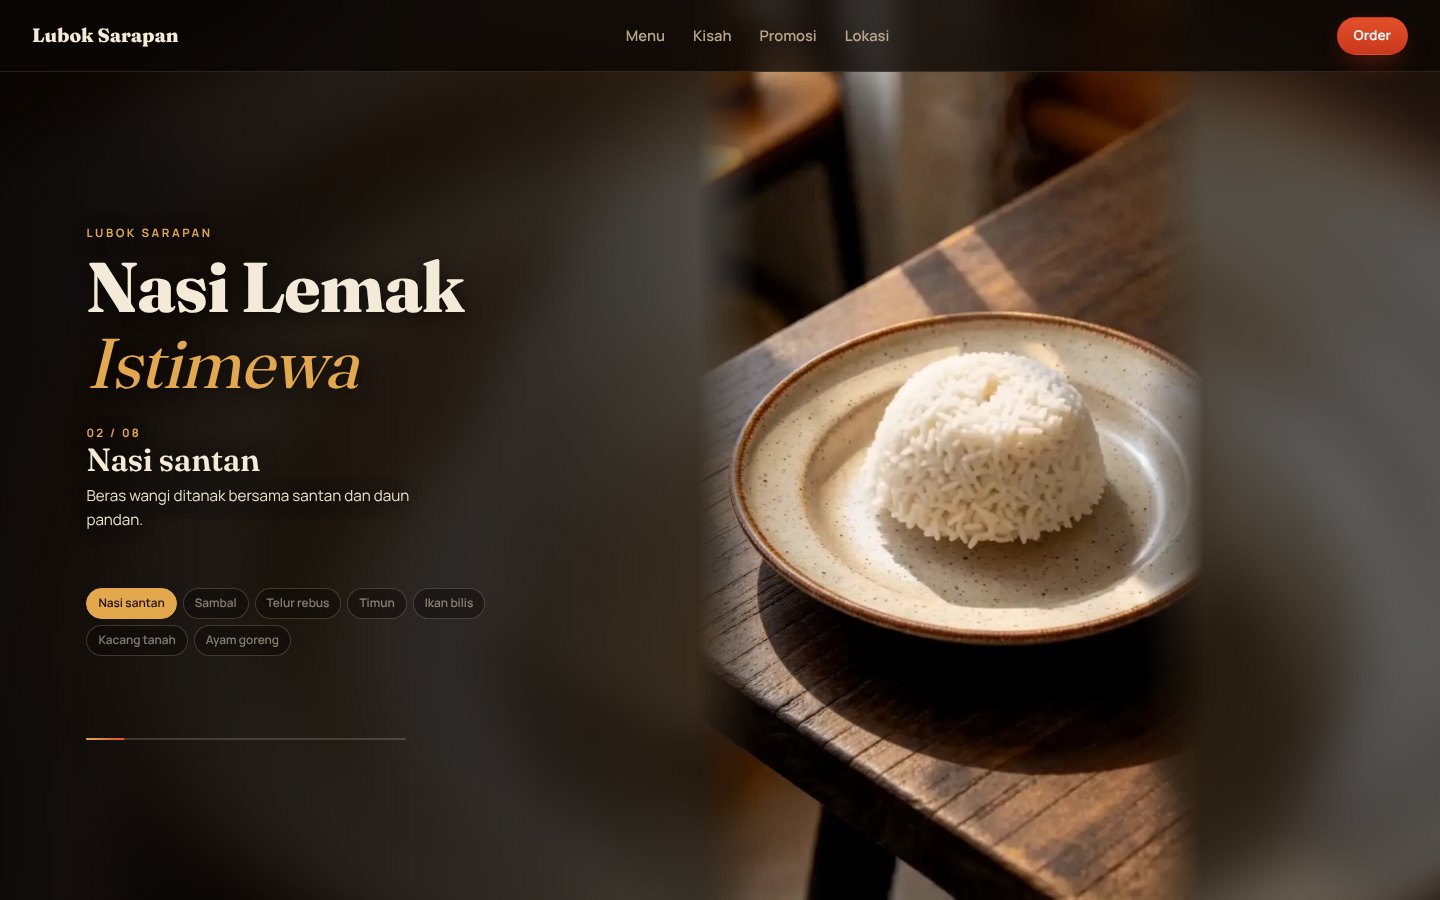 Lubok Sarapan
Menu Kisah Promosi Lokasi
Order
LUBOK SARAPAN
Nasi Lemak
Istimewa
02 / 08
Nasi santan
Beras wangi ditanak bersama santan dan daun
pandan.
Nasi santan Sambal Telur rebus Timun Ikan bilis
Kacang tanah Ayam goreng